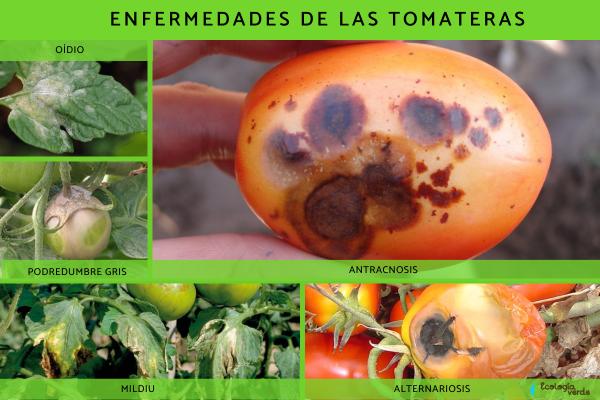 ENFERMEDADES DE LAS TOMATERAS
OÍDIO
PODREDUMBRE GRIS
ANTRACNOSIS
MILDIU
ALTERNARIOSIS
Ecología
verde